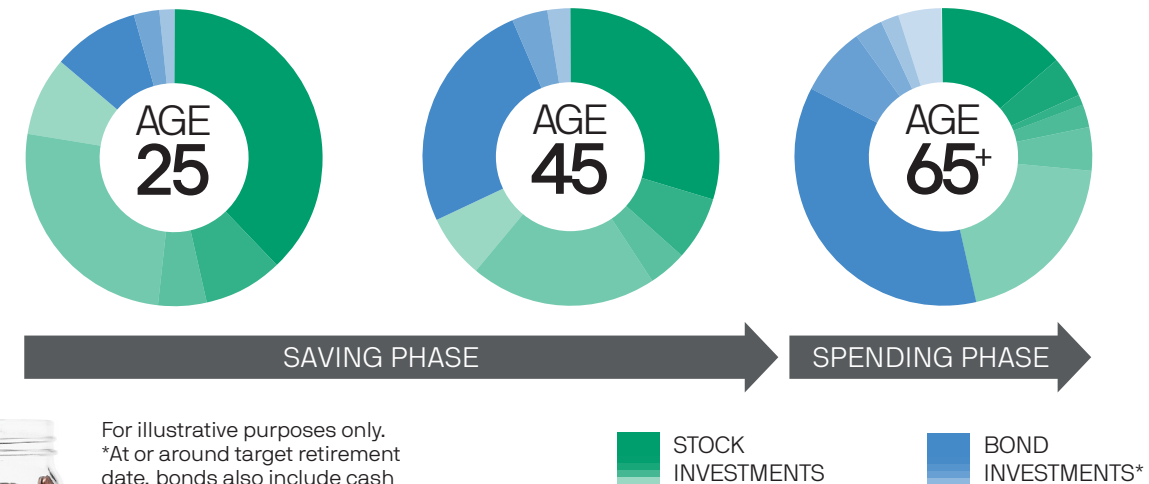 AGE
25
AGE
45
AGE
65+
SAVING PHASE
SPENDING PHASE
For illustrative purposes only.
*At or around target retirement
date, bonds also include cash
STOCK
INVESTMENTS
BOND
INVESTMENTS*